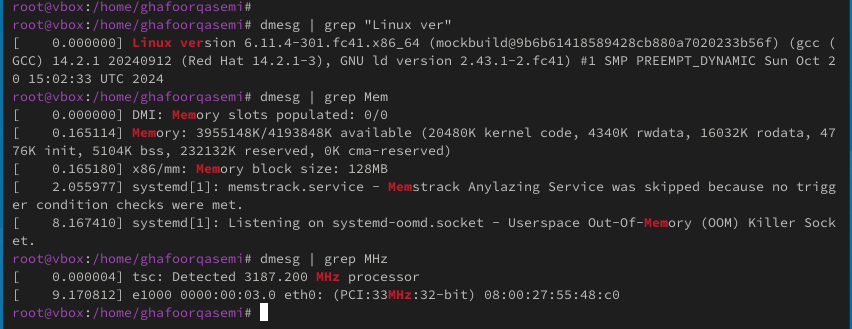 root@vbox:/home/ghafoorqasemi#
root@vbox:/home/ghafoorqasemi# dmesg | grep "Linux ver"
[    0.000000] Linux version 6.11.4-301.fc41.x86_64 (mockbuild@9b6b61418589428cb880a7020233b56f) (gcc (
GCC) 14.2.1 20240912 (Red Hat 14.2.1-3), GNU ld version 2.43.1-2.fc41) #1 SMP PREEMPT_DYNAMIC Sun Oct 2
0 15:02:33 UTC 2024
root@vbox:/home/ghafoorqasemi# dmesg | grep Mem
[    0.000000] DMI: Memory slots populated: 0/0
[    0.165114] Memory: 3955148K/4193848K available (20480K kernel code, 4340K rwdata, 16032K rodata, 47
76K init, 5104K bss, 232132K reserved, 0K cma-reserved)
[    0.165180] x86/mm: Memory block size: 128MB
[    2.055977] systemd[1]: memstrack.service - Memstrack Anylazing Service was skipped because no trigg
er condition checks were met.
[    8.167410] systemd[1]: Listening on systemd-oomd.socket - Userspace Out-Of-Memory (OOM) Killer Sock
et.
root@vbox:/home/ghafoorqasemi# dmesg | grep MHz
[    0.000004] tsc: Detected 3187.200 MHz processor
[    9.170812] e1000 0000:00:03.0 eth0: (PCI:33MHz:32-bit) 08:00:27:55:48:c0
root@vbox:/home/ghafoorqasemi#